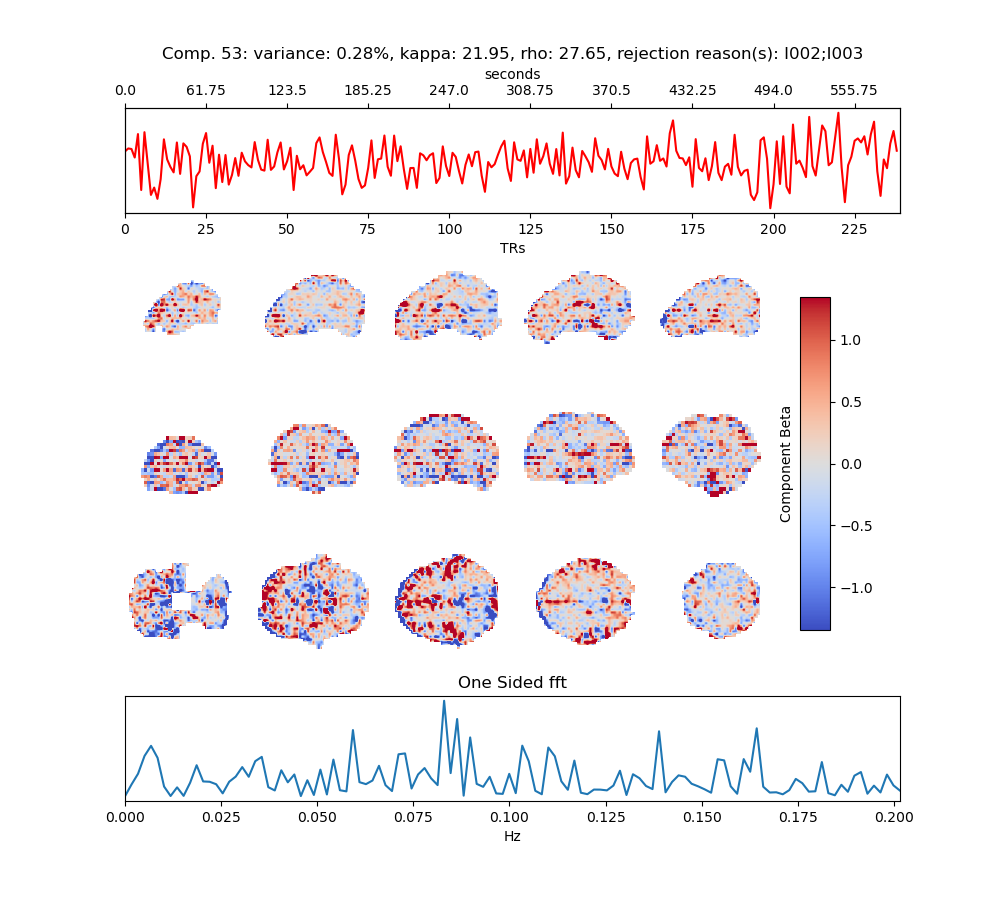 Comp. 53: variance: 0.28%, kappa: 21.95, rho: 27.65, rejection reason(s): I002;I003
seconds
0.0 61.75 123.5 185.25 247.0 308.75 370.5 432.25 494.0 555.75
0 25 50 75 100 125 150 175 200 225
TRs
1.0
0.5
0.0
−0.5
−1.0
Component Beta
One Sided fft
0.000 0.025 0.050 0.075 0.100 0.125 0.150 0.175 0.200
Hz